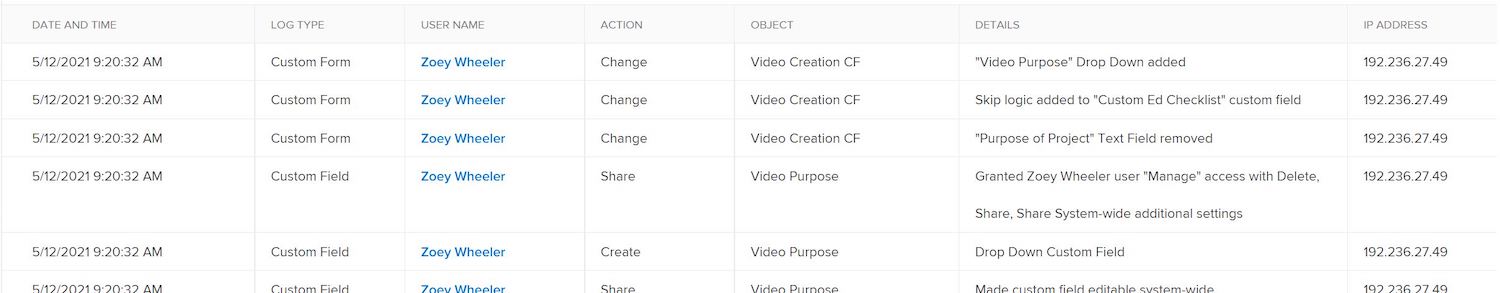 DATE AND TIME LOG TYPE USER NAME ACTION OBJECT DETAILS IP ADDRESS
5/12/2021 9:20:32 AM Custom Form Zoey Wheeler Change Video Creation CF "Video Purpose" Drop Down added 192.236.27.49
5/12/2021 9:20:32 AM Custom Form Zoey Wheeler Change Video Creation CF Skip logic added to "Custom Ed Checklist" custom field 192.236.27.49
5/12/2021 9:20:32 AM Custom Form Zoey Wheeler Change Video Creation CF "Purpose of Project" Text Field removed 192.236.27.49
5/12/2021 9:20:32 AM Custom Field Zoey Wheeler Share Video Purpose Granted Zoey Wheeler user "Manage" access with Delete, 192.236.27.49
Share, Share System-wide additional settings
5/12/2021 9:20:32 AM Custom Field Zoey Wheeler Create Video Purpose Drop Down Custom Field 192.236.27.49
5/12/2021 9:20:32 AM Custom Field Zoey Wheeler Share Video Purpose Made custom field editable system-wide 192.236.27.49